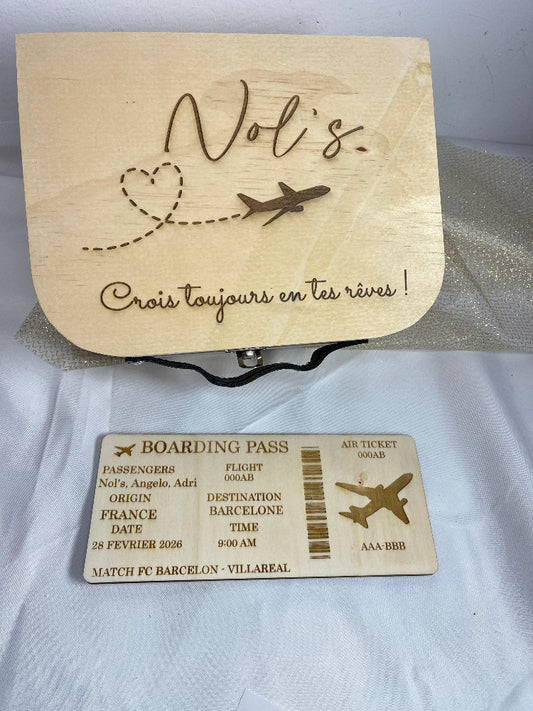 Nol's.
Crois toujours en tes rêves !
BOARDING PASS
AIR TICKET
000AB
PASSENGERS
FLIGHT
Nol's, Angelo, Adri
000AB
ORIGIN
DESTINATION
FRANCE
BARCELONE
DATE
TIME
28 FEVRIER 2026
9:00 AM
AAA-BBB
MATCH FC BARCELON - VILLAREAL